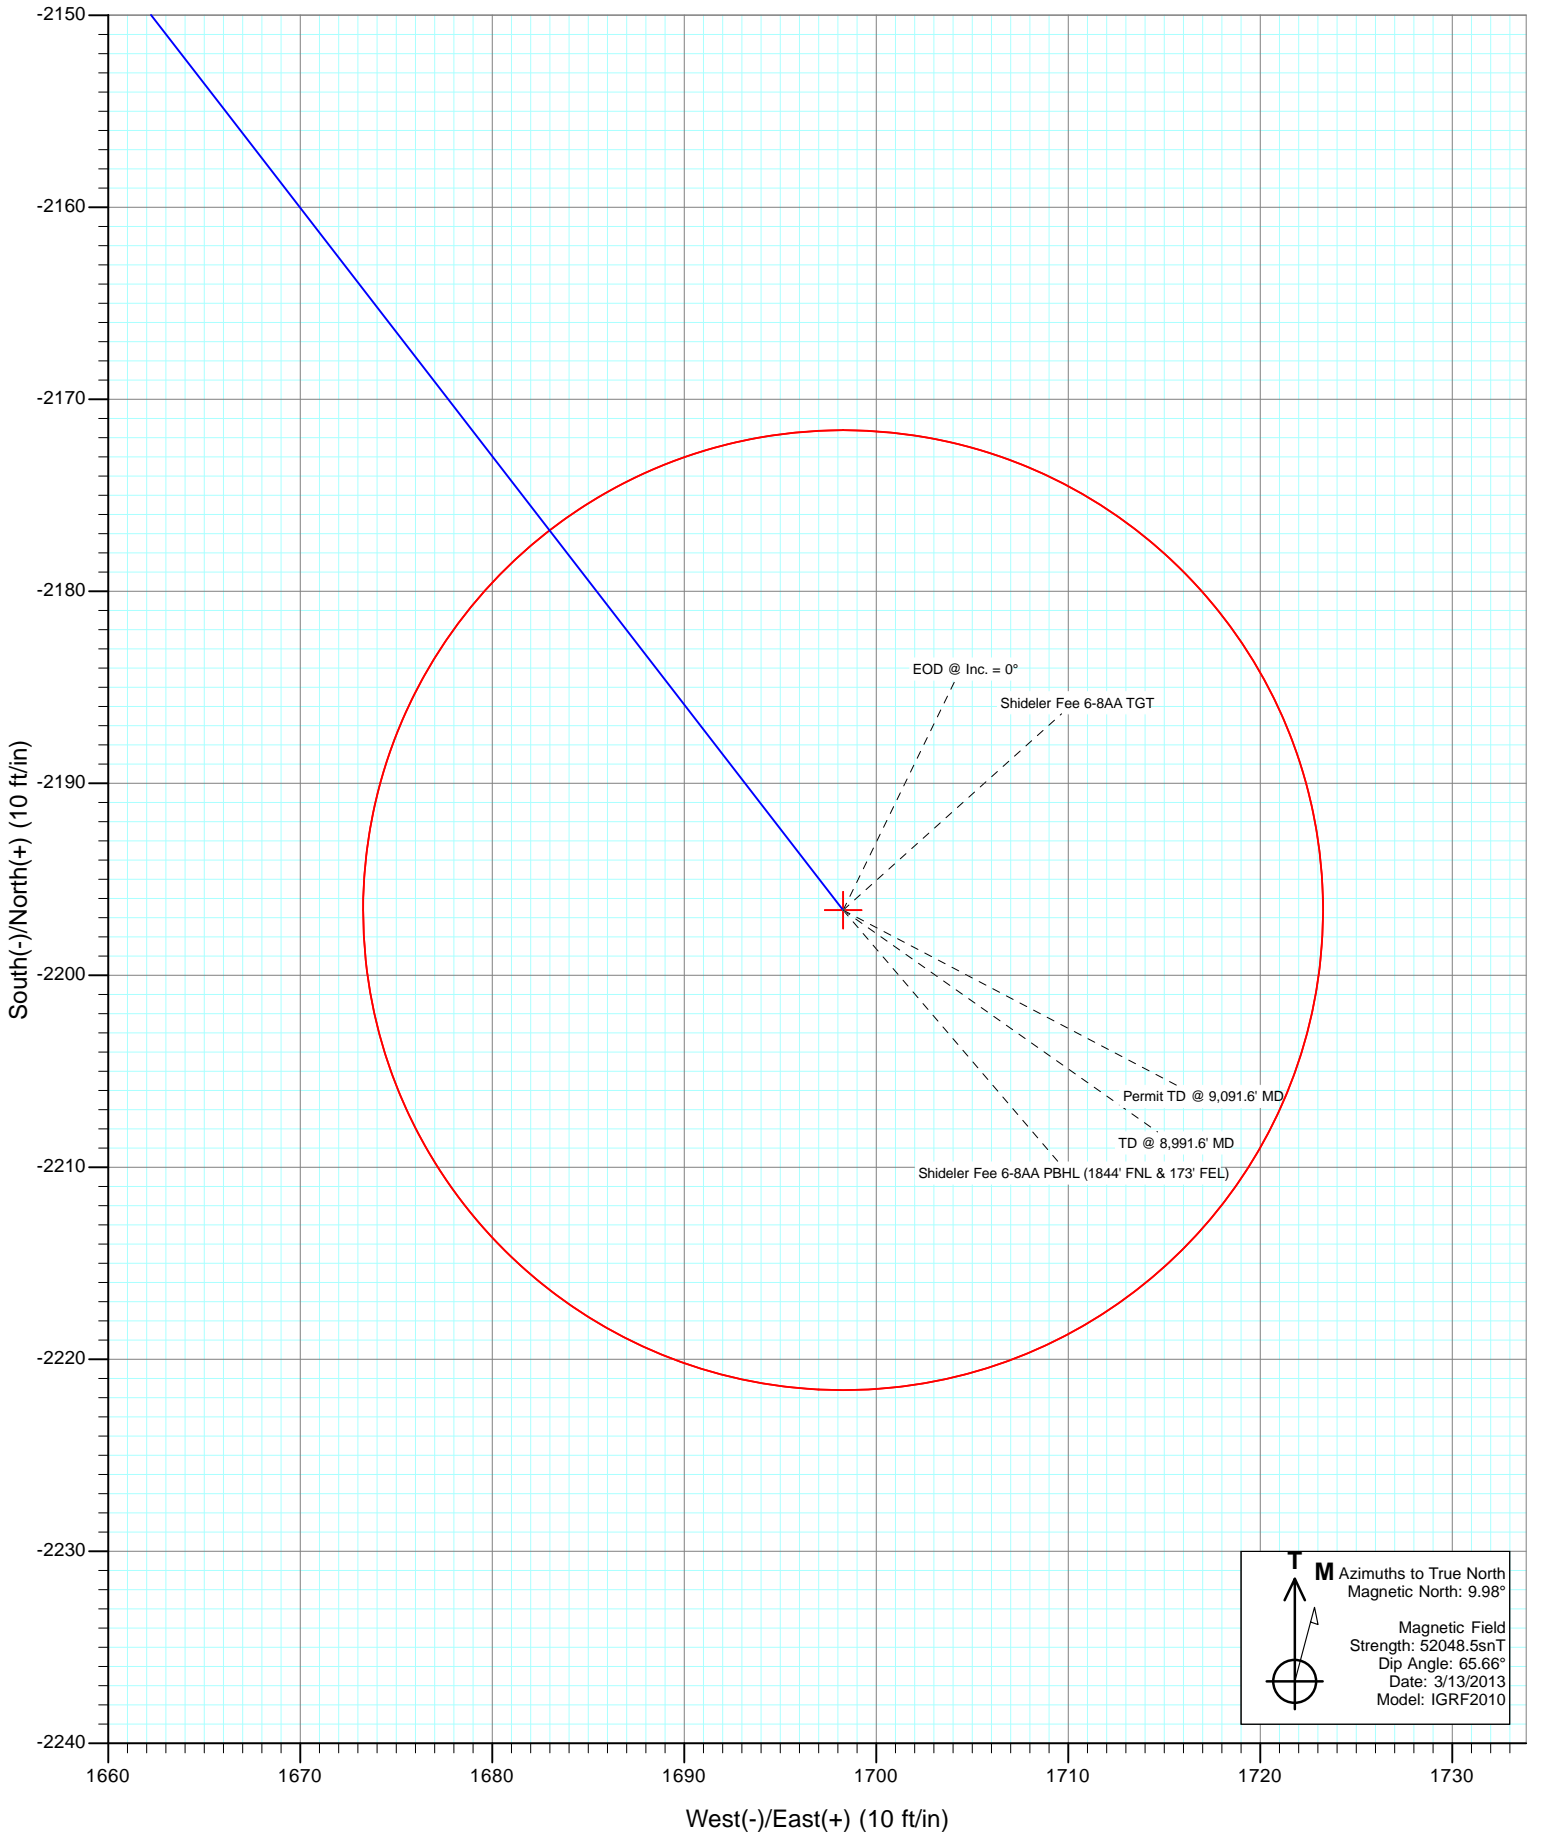 -2150
-2160
-2170
-2180
-2190
-2200
-2210
-2220
-2230
-2240
South(-)/North(+) (10 ft/in)
EOD @ Inc. = 0°
Shideler Fee 6-8AA TGT
Permit TD @ 9,091.6' MD
TD @ 8,991.6' MD
Shideler Fee 6-8AA PBHL (1844' FNL & 173' FEL)
T
M
Azimuths to True North
Magnetic North: 9.98°
Magnetic Field
Strength: 52048.5snT
Dip Angle: 65.66°
Date: 3/13/2013
Model: IGRF2010
1660 1670 1680 1690 1700 1710 1720 1730
West(-)/East(+) (10 ft/in)